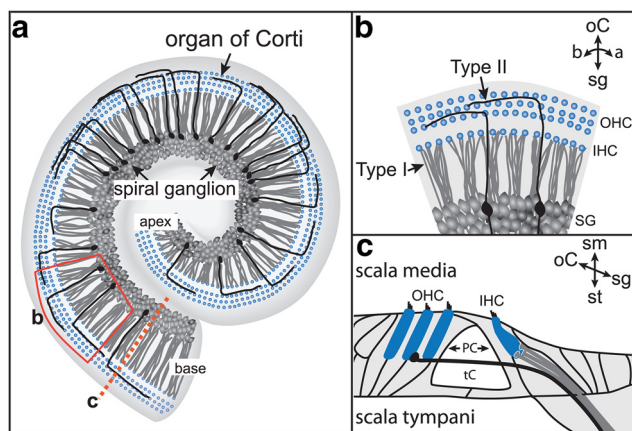 a
organ of Corti
spiral ganglion
apex
b
base
c
b
oC
b a
sg
Type II
OHC
IHC
Type I
SG
c
sm
oC
sg
st
scala media
OHC
IHC
PC
tC
scala tympani